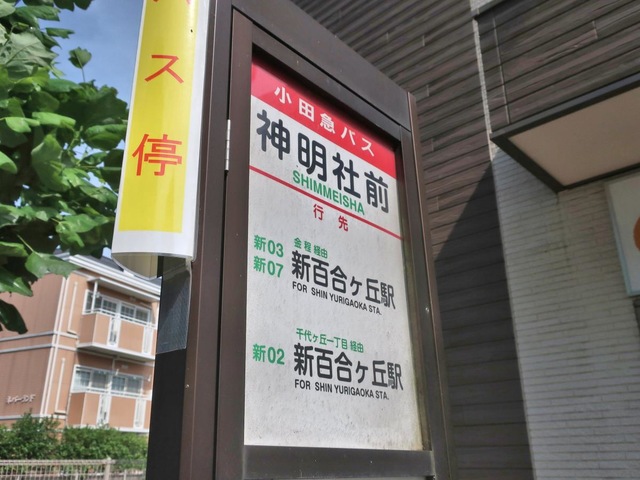 バス停
小田急バス
神明社前
SHIMMEISHA
行先
新03
新07
金程 経由
新百合ヶ丘駅
FOR SHIN YURIGAOKA STA.
新02
千代ヶ丘一丁目 経由
新百合ヶ丘駅
FOR SHIN YURIGAOKA STA.